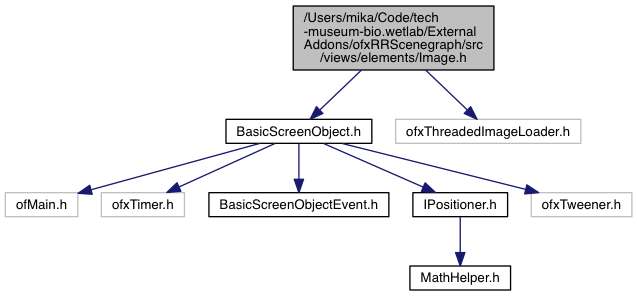 /Users/mika/Code/tech
-museum-bio.wetlab/External
Addons/ofxRRScenegraph/src
/views/elements/Image.h
BasicScreenObject.h
ofxThreadedImageLoader.h
ofMain.h
ofxTimer.h
BasicScreenObjectEvent.h
IPositioner.h
ofxTweener.h
MathHelper.h